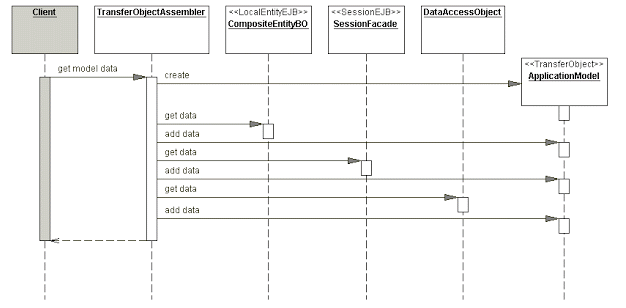 Client
TransferObjectAssembler
<<LocalEntityEJB>>
CompositeEntityBO
<<SessionEJB>>
SessionFacade
DataAccessObject
<<TransferObject>>
ApplicationModel
get model data
create
get data
add data
get data
add data
get data
add data